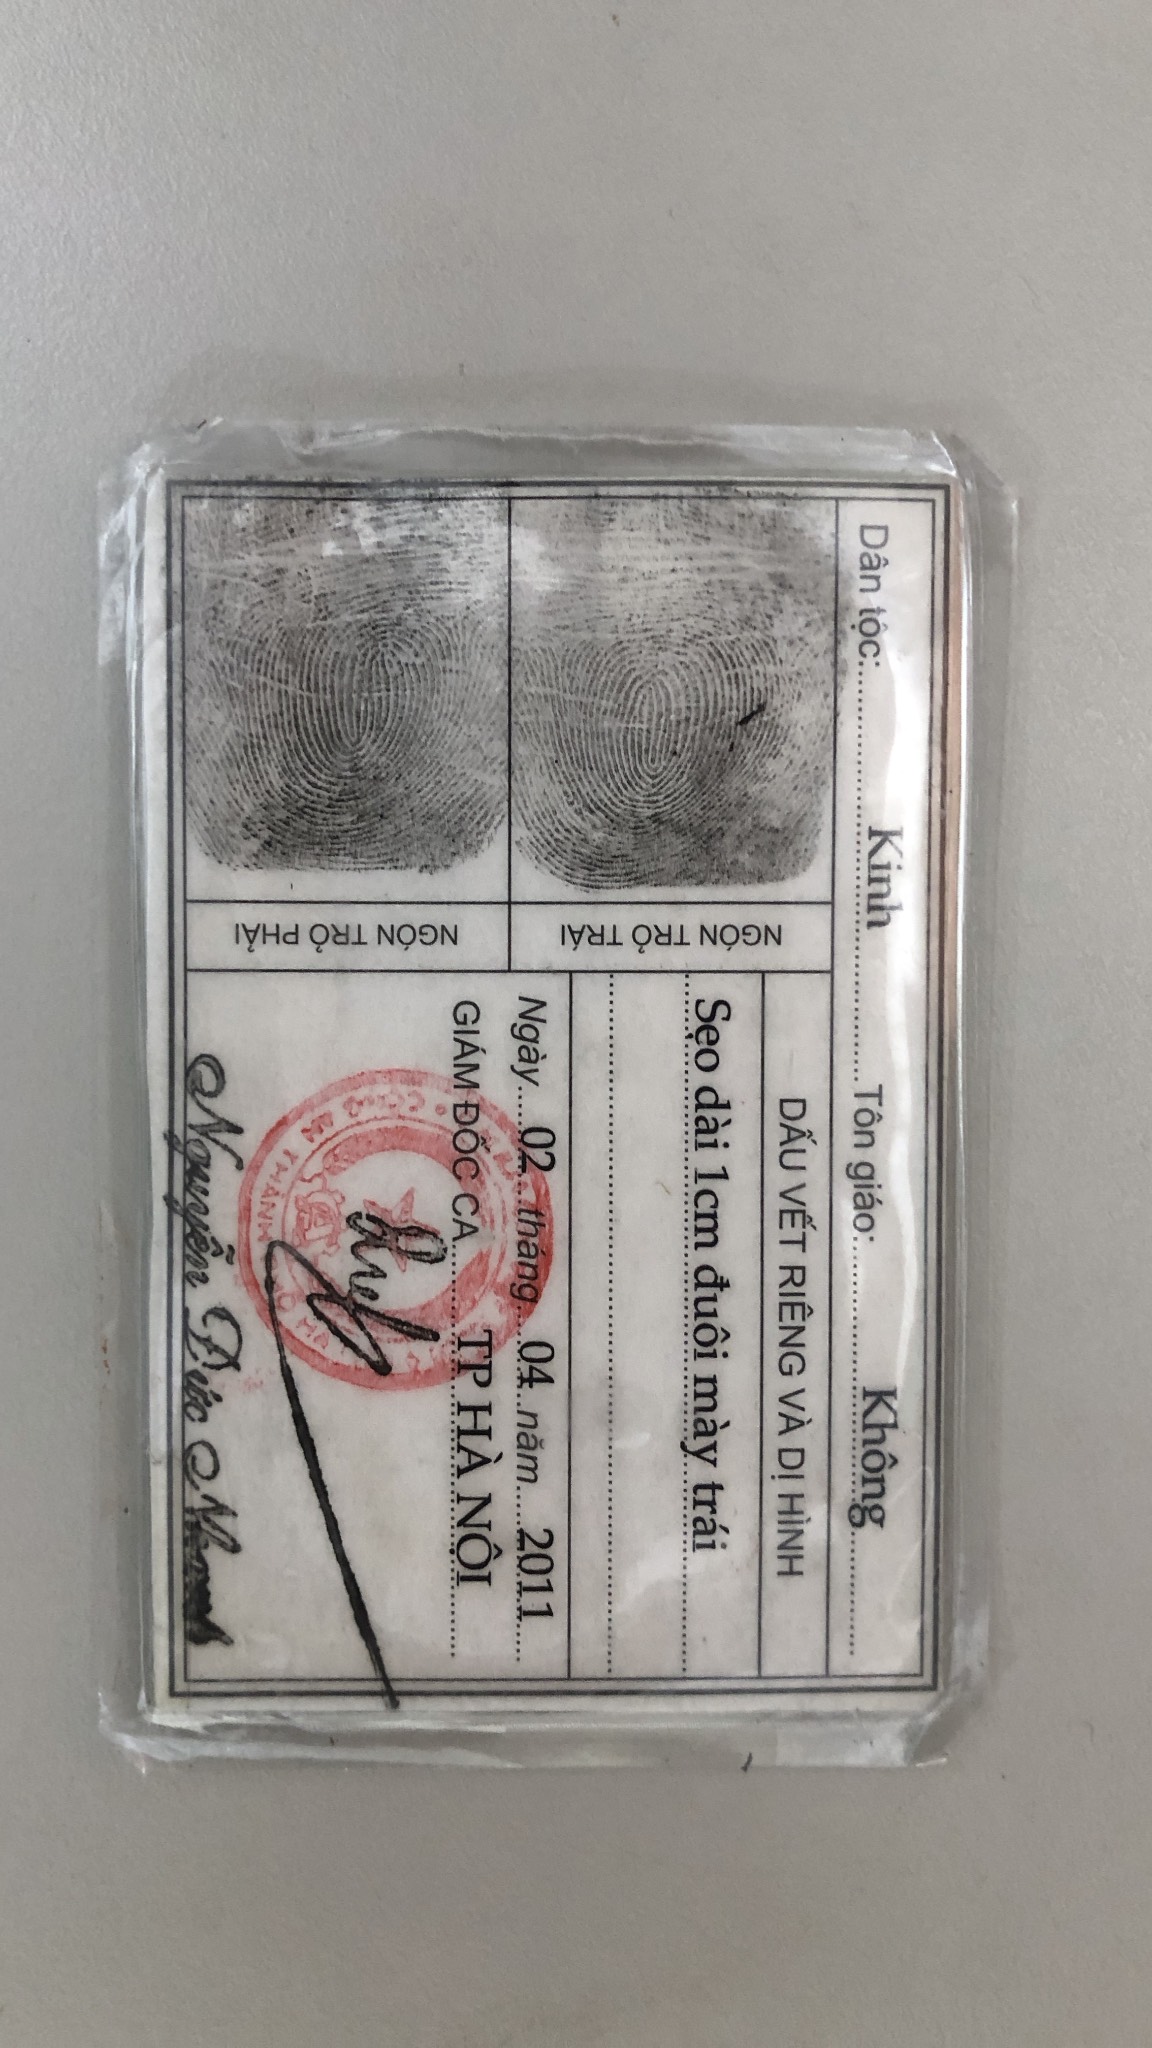 Dân tộc: Kinh Tôn giáo: Không
DẤU VẾT RIÊNG VÀ DỊ HÌNH
Sẹo dài 1cm đuôi mày trái
NGÓN TRỎ TRÁI
NGÓN TRỎ PHẢI
Ngày 02 tháng 04 năm 2011
GIÁM ĐỐC CA TP HÀ NỘI
Nguyễn Đức